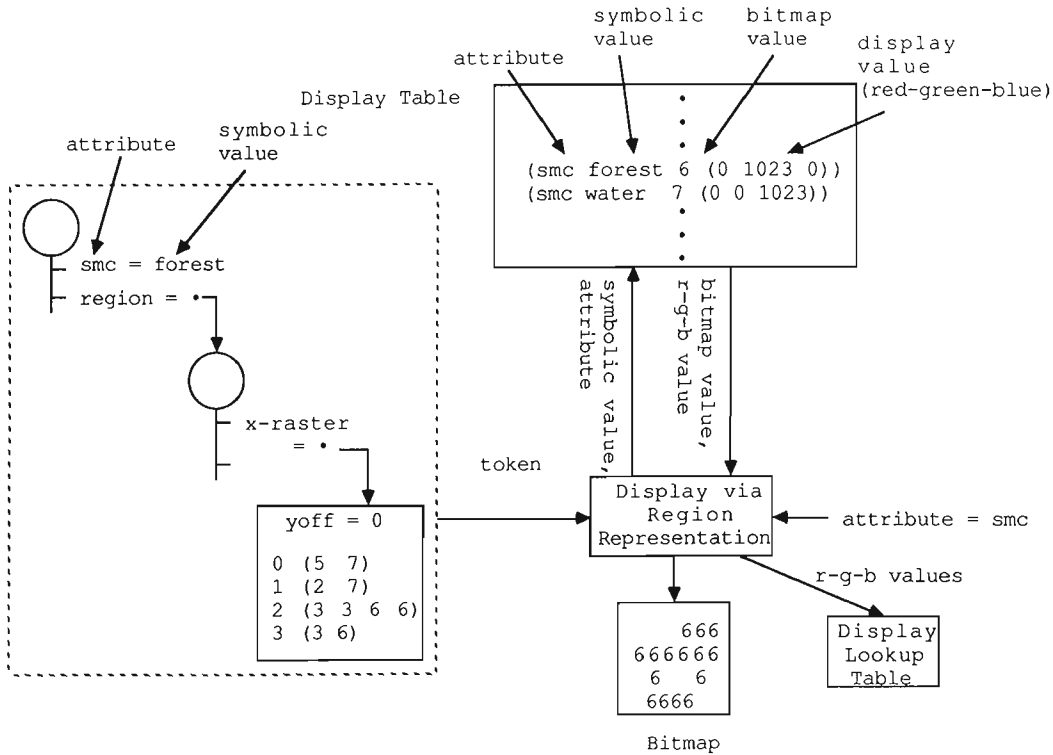 symbolic
value
bitmap
value
attribute
display
value
(red-green-blue)
Display Table
(smc forest 6 (0 1023 0))
(smc water 7 (0 0 1023))
attribute
symbolic
value
smc = forest
region = •
x-raster
= •
yoff = 0
0 (5 7)
1 (2 7)
2 (3 3 6 6)
3 (3 6)
token
symbolic value,
attribute
bitmap value,
r-g-b value
Display via
Region
Representation
attribute = smc
r-g-b values
666
666666
6 6
6666
Bitmap
Display
Lookup
Table